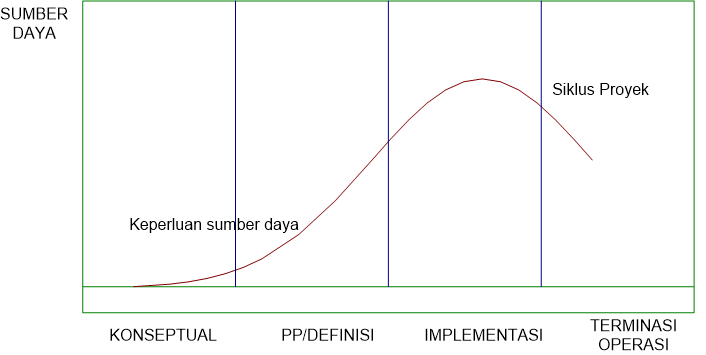 SUMBER
DAYA
Siklus Proyek
Keperluan sumber daya
KONSEPTUAL
PP/DEFINISI
IMPLEMENTASI
TERMINASI
OPERASI